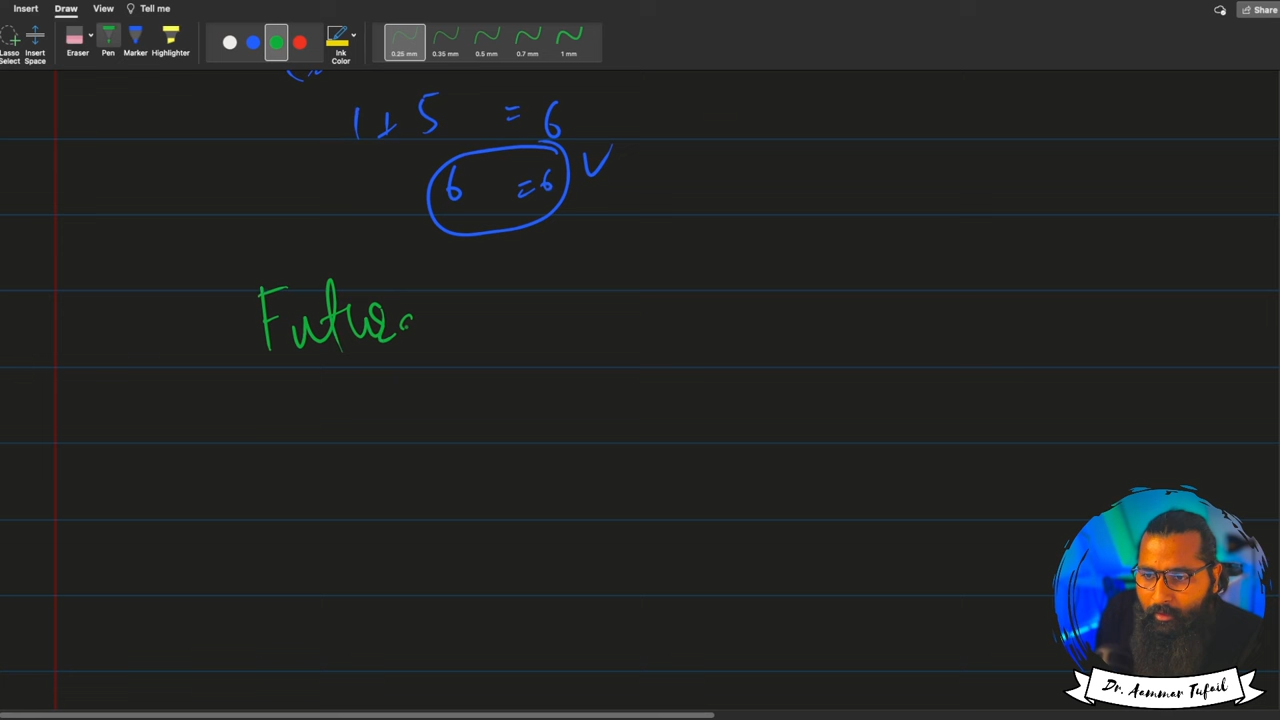 Insert Draw View Tell me
Share
Lasso Select
Insert Space
Eraser
Pen
Marker
Highlighter
Ink Color
0.25 mm
0.35 mm
0.5 mm
0.7 mm
1 mm
1 + 5 = 6
6 = 6 ✓
Future
Dr. Aammar Tufail